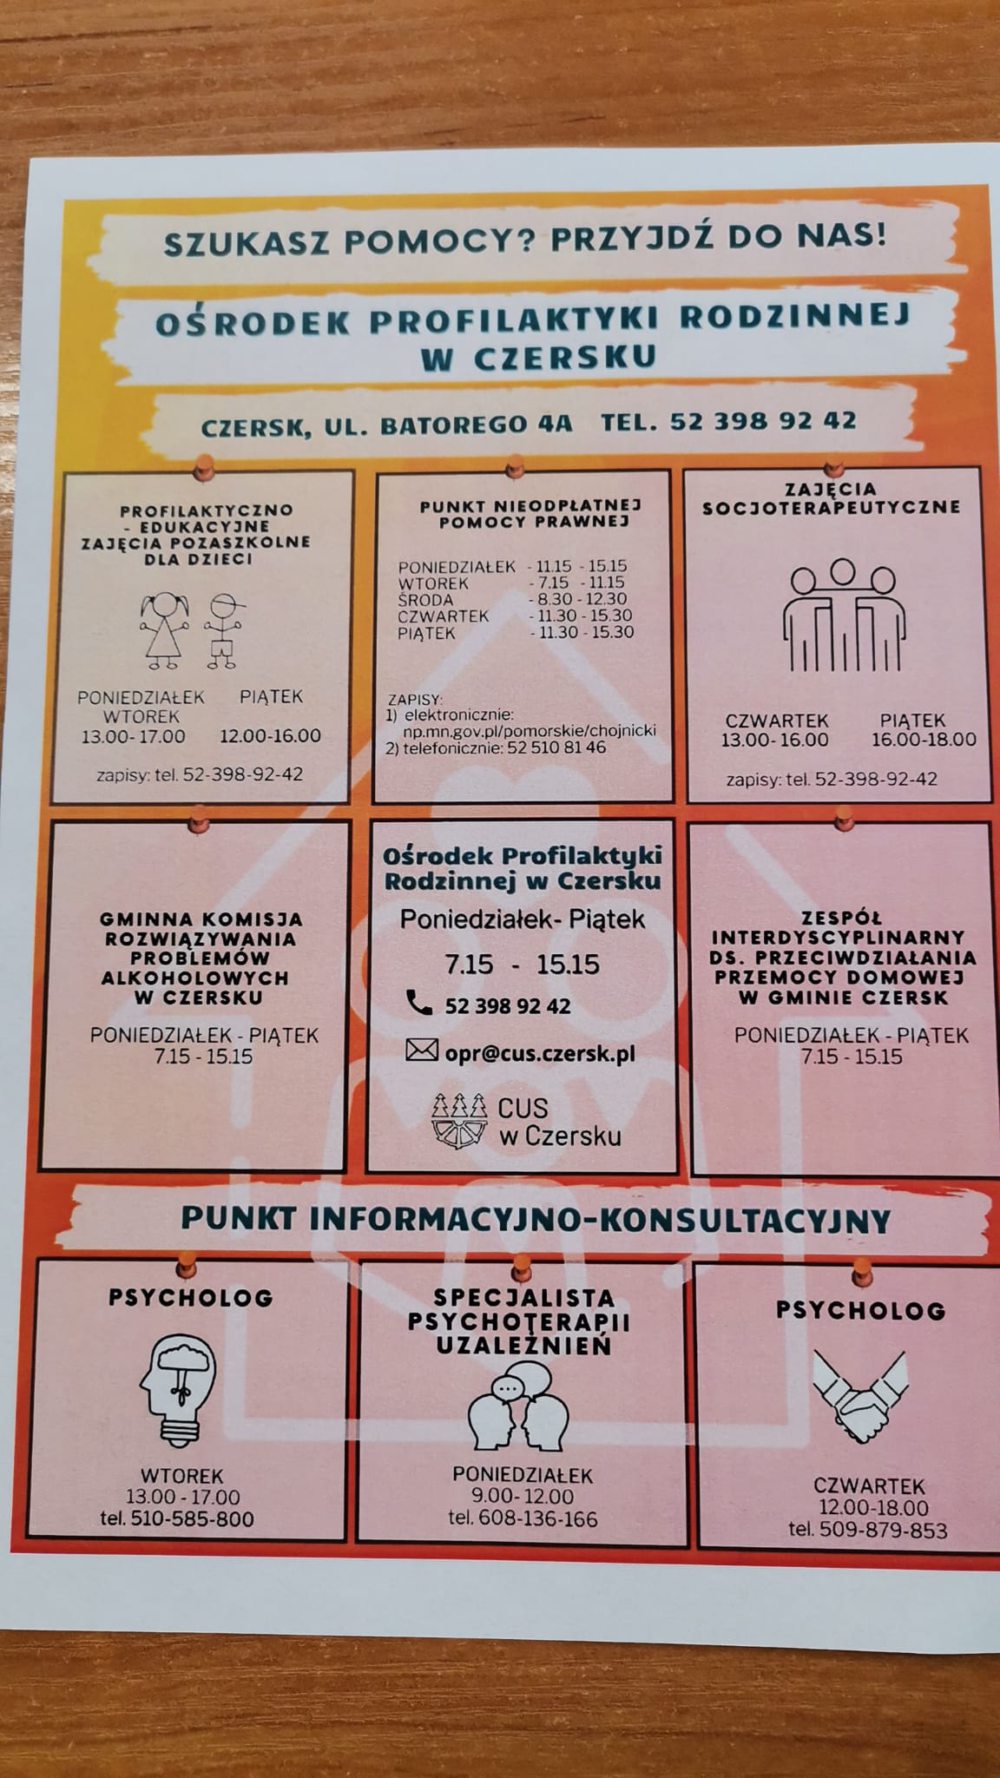 SZUKASZ POMOCY? PRZYJDŹ DO NAS!
OŚRODEK PROFILAKTYKI RODZINNEJ
W CZERSKU
CZERSK, UL. BATOREGO 4A TEL. 52 398 92 42
PROFILAKTYCZNO
- EDUKACYJNE
ZAJĘCIA POZASZKOLNE
DLA DZIECI
PONIEDZIAŁEK PIĄTEK
WTOREK
13.00-17.00 12.00-16.00
zapisy: tel. 52-398-92-42
PUNKT NIEODPŁATNEJ
POMOCY PRAWNEJ
PONIEDZIAŁEK - 11.15 - 15.15
WTOREK - 7.15 - 11.15
ŚRODA - 8.30 - 12.30
CZWARTEK - 11.30 - 15.30
PIĄTEK - 11.30 - 15.30
ZAPISY:
1) elektronicznie:
np.mn.gov.pl/pomorskie/chojnicki
2) telefonicznie: 52 510 81 46
ZAJĘCIA
SOCJOTERAPEUTYCZNE
CZWARTEK PIĄTEK
13.00-16.00 16.00-18.00
zapisy: tel. 52-398-92-42
GMINNA KOMISJA
ROZWIĄZYWANIA
PROBLEMÓW
ALKOHOLOWYCH
W CZERSKU
PONIEDZIAŁEK - PIĄTEK
7.15 - 15.15
Ośrodek Profilaktyki
Rodzinnej w Czersku
Poniedziałek- Piątek
7.15 - 15.15
52 398 92 42
opr@cus.czersk.pl
CUS
w Czersku
ZESPÓŁ
INTERDYSCYPLINARNY
DS. PRZECIWDZIAŁANIA
PRZEMOCY DOMOWEJ
W GMINIE CZERSK
PONIEDZIAŁEK - PIĄTEK
7.15 - 15.15
PUNKT INFORMACYJNO-KONSULTACYJNY
PSYCHOLOG
WTOREK
13.00 - 17.00
tel. 510-585-800
SPECJALISTA
PSYCHOTERAPII
UZALEŻNIEŃ
PONIEDZIAŁEK
9.00-12.00
tel. 608-136-166
PSYCHOLOG
CZWARTEK
12.00-18.00
tel. 509-879-853